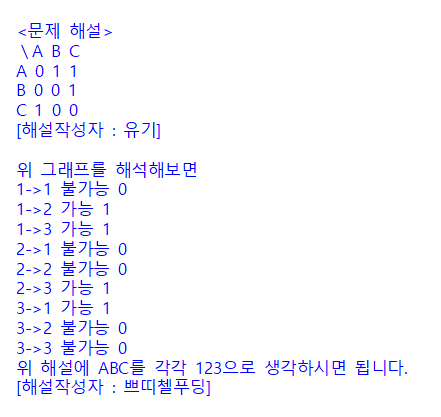 <문제 해설>
\ A B C
A 0 1 1
B 0 0 1
C 1 0 0
[해설작성자 : 유기]
위 그래프를 해석해보면
1->1 불가능 0
1->2 가능 1
1->3 가능 1
2->1 불가능 0
2->2 불가능 0
2->3 가능 1
3->1 가능 1
3->2 불가능 0
3->3 불가능 0
위 해설에 ABC를 각각 123으로 생각하시면 됩니다.
[해설작성자 : 쁘띠첼푸딩]